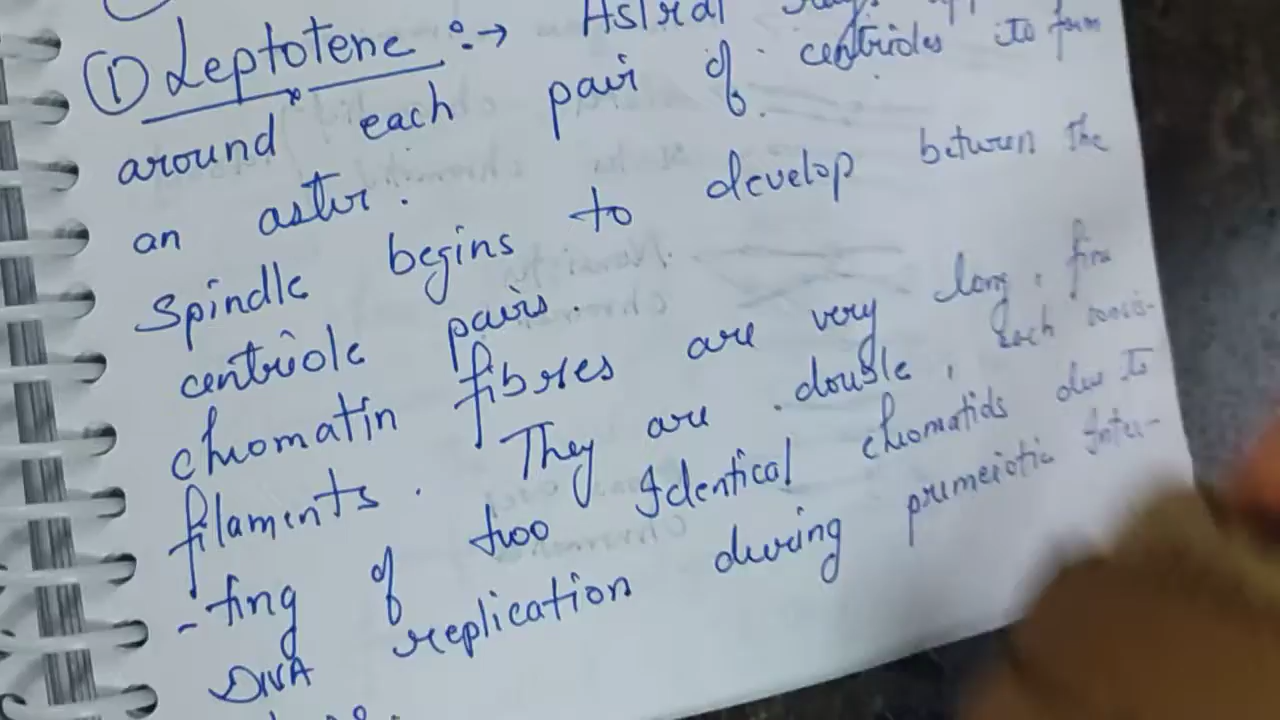 ① Leptotene :→ Astral
around each pair of centrioles to form
an aster.
Spindle begins to develop between the
centriole pairs.
chromatin fibres are very long, fine
filaments. They are double, each consis-
-ting of two Identical chromatids due to
DNA replication during premeiotic Inter-